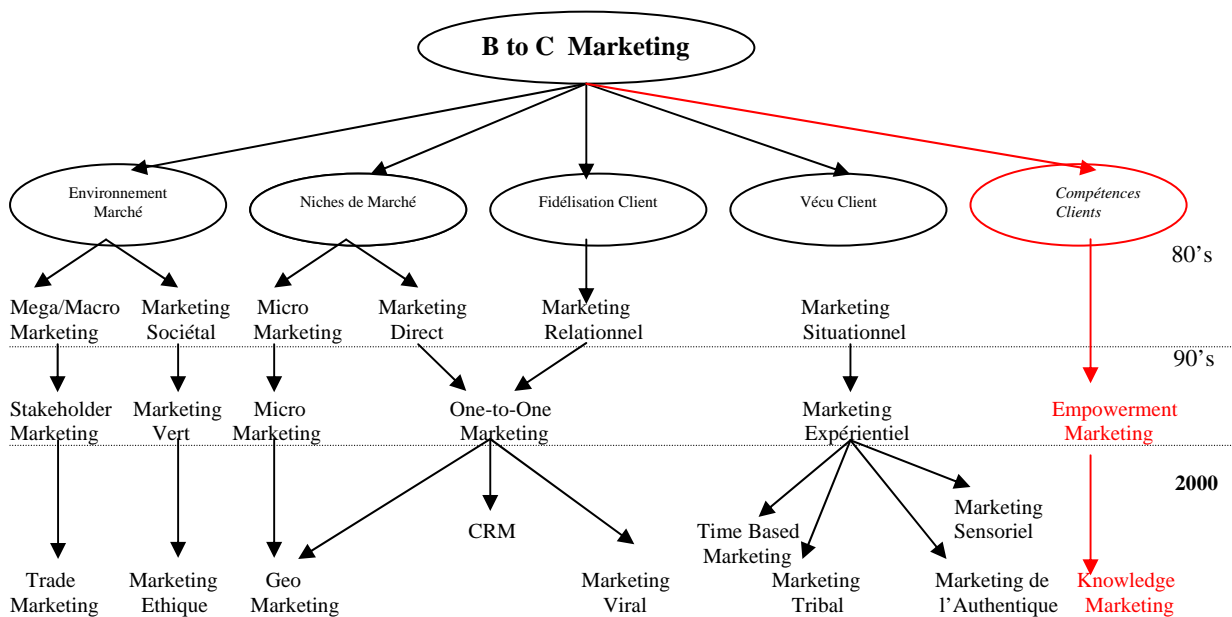 B to C Marketing
Environnement
Marché
Niches de Marché
Fidélisation Client
Vécu Client
Compétences
Clients
80’s
Mega/Macro
Marketing
Marketing
Sociétal
Micro
Marketing
Marketing
Direct
Marketing
Relationnel
Marketing
Situationnel
90’s
Stakeholder
Marketing
Marketing
Vert
Micro
Marketing
One-to-One
Marketing
Marketing
Expérientiel
Empowerment
Marketing
2000
CRM
Time Based
Marketing
Marketing
Sensoriel
Trade
Marketing
Marketing
Ethique
Geo
Marketing
Marketing
Viral
Marketing
Tribal
Marketing de
l’Authentique
Knowledge
Marketing